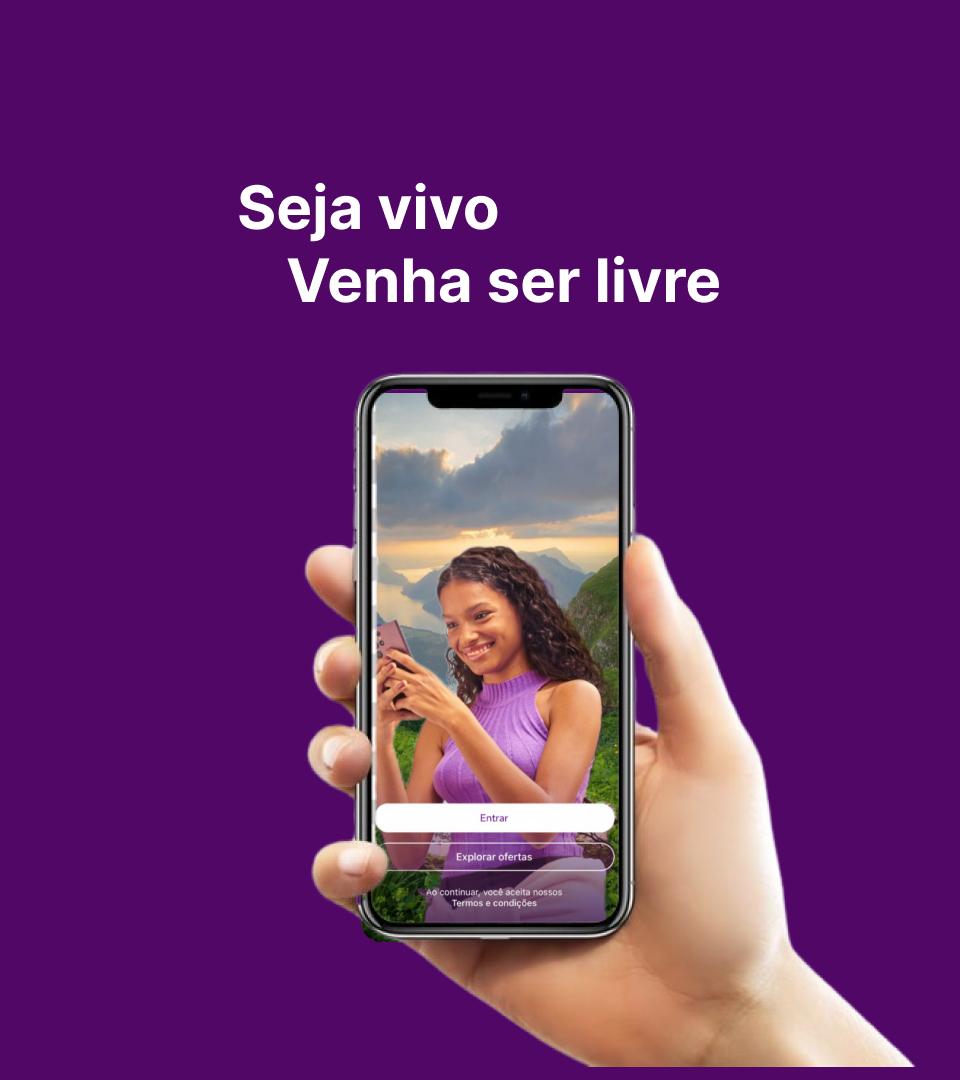 Seja vivo
Venha ser livre
Entrar
Explorar ofertas
Ao continuar, você aceita nossos
Termos e condições